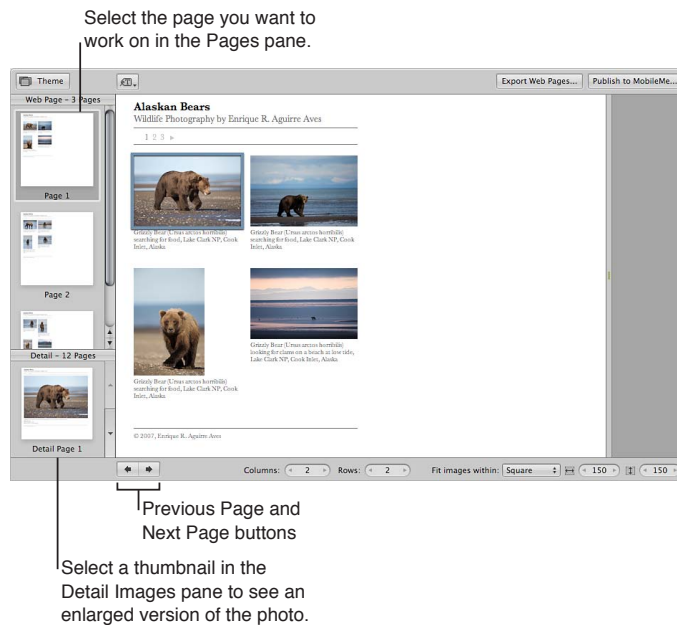 Select the page you want to
work on in the Pages pane.
Theme
Export Web Pages...
Publish to MobileMe...
Web Page – 3 Pages
Page 1
Page 2
Detail – 12 Pages
Detail Page 1
Alaskan Bears
Wildlife Photography by Enrique R. Aguirre Aves
1 2 3
Grizzly Bear (Ursus arctos horribilis)
searching for food, Lake Clark NP, Cook
Inlet, Alaska
Grizzly Bear (Ursus arctos horribilis)
searching for food, Lake Clark NP, Cook
Inlet, Alaska
Grizzly Bear (Ursus arctos horribilis)
searching for food, Lake Clark NP, Cook
Inlet, Alaska
Grizzly Bear (Ursus arctos horribilis)
looking for clams on a beach at low tide,
Lake Clark NP, Cook Inlet, Alaska
© 2007, Enrique R. Aguirre Aves
Columns: 2 Rows: 2 Fit images within: Square 150 150
Previous Page and
Next Page buttons
Select a thumbnail in the
Detail Images pane to see an
enlarged version of the photo.